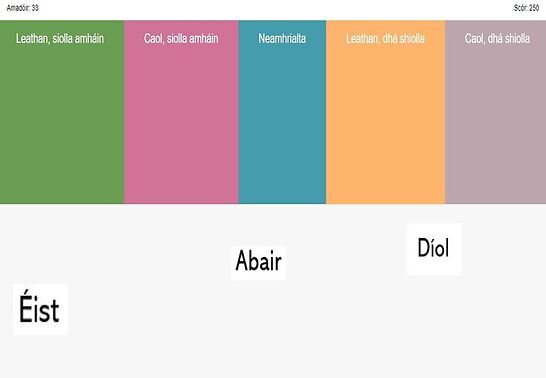 Amadóir: 33
Scór: 250
Leathan, siolla amháin
Caol, siolla amháin
Neamhrialta
Leathan, dhá shiolla
Caol, dhá shiolla
Díol
Abair
Éist